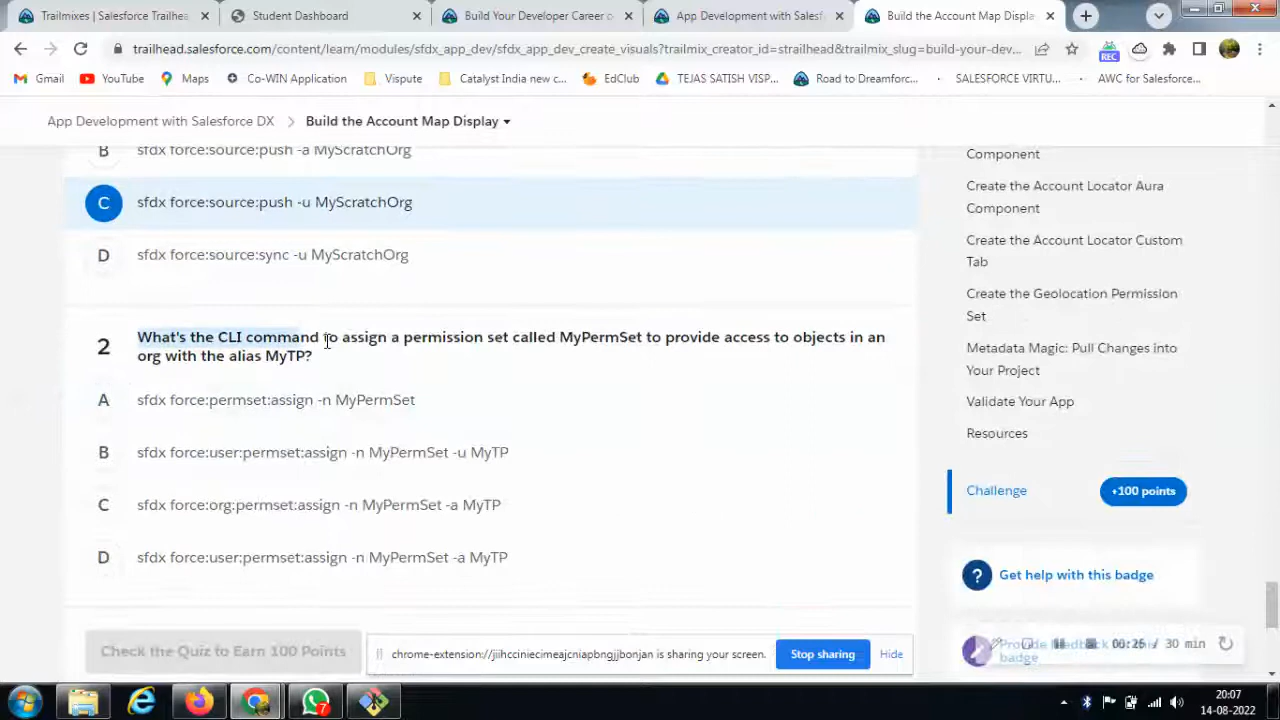 Trailmixes | Salesforce Trailhe
Student Dashboard
Build Your Developer Career o
App Development with Salesf
Build the Account Map Displa
trailhead.salesforce.com/content/learn/modules/sfdx_app_dev/sfdx_app_dev_create_visuals?trailmix_creator_id=strailhead&trailmix_slug=build-your-dev...
REC
Gmail
YouTube
Maps
Co-WIN Application
Vispute
Catalyst India new c...
EdClub
TEJAS SATISH VISP...
Road to Dreamforc...
SALESFORCE VIRTU...
AWC for Salesforce...
App Development with Salesforce DX
Build the Account Map Display
B sfdx force:source:push -a MyScratchOrg
C sfdx force:source:push -u MyScratchOrg
D sfdx force:source:sync -u MyScratchOrg
2 What's the CLI command to assign a permission set called MyPermSet to provide access to objects in an
org with the alias MyTP?
A sfdx force:permset:assign -n MyPermSet
B sfdx force:user:permset:assign -n MyPermSet -u MyTP
C sfdx force:org:permset:assign -n MyPermSet -a MyTP
D sfdx force:user:permset:assign -n MyPermSet -a MyTP
Check the Quiz to Earn 100 Points
Component
Create the Account Locator Aura
Component
Create the Account Locator Custom
Tab
Create the Geolocation Permission
Set
Metadata Magic: Pull Changes into
Your Project
Validate Your App
Resources
Challenge
+100 points
Get help with this badge
Provide feedback
badge
00:26 / 30 min
chrome-extension://jiihcciniecimeajcniapbngjjbonjan is sharing your screen.
Stop sharing
Hide
7
20:07
14-08-2022